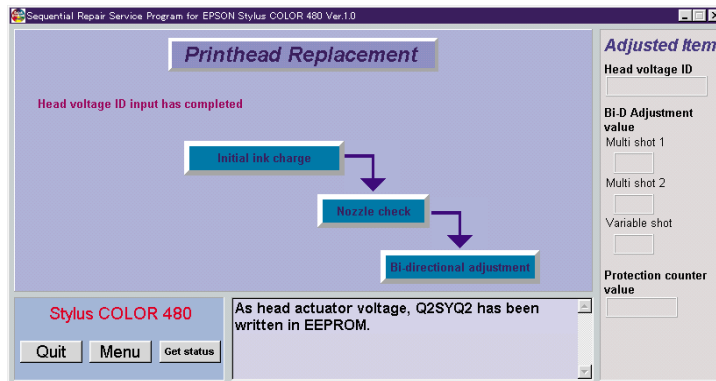 Sequential Repair Service Program for EPSON Stylus COLOR 480 Ver.1.0
Printhead Replacement
Head voltage ID input has completed
Initial ink charge
Nozzle check
Bi-directional adjustment
Adjusted Item
Head voltage ID
Bi-D Adjustment
value
Multi shot 1
Multi shot 2
Variable shot
Protection counter
value
Stylus COLOR 480
Quit
Menu
Get status
As head actuator voltage, Q2SYQ2 has been
written in EEPROM.